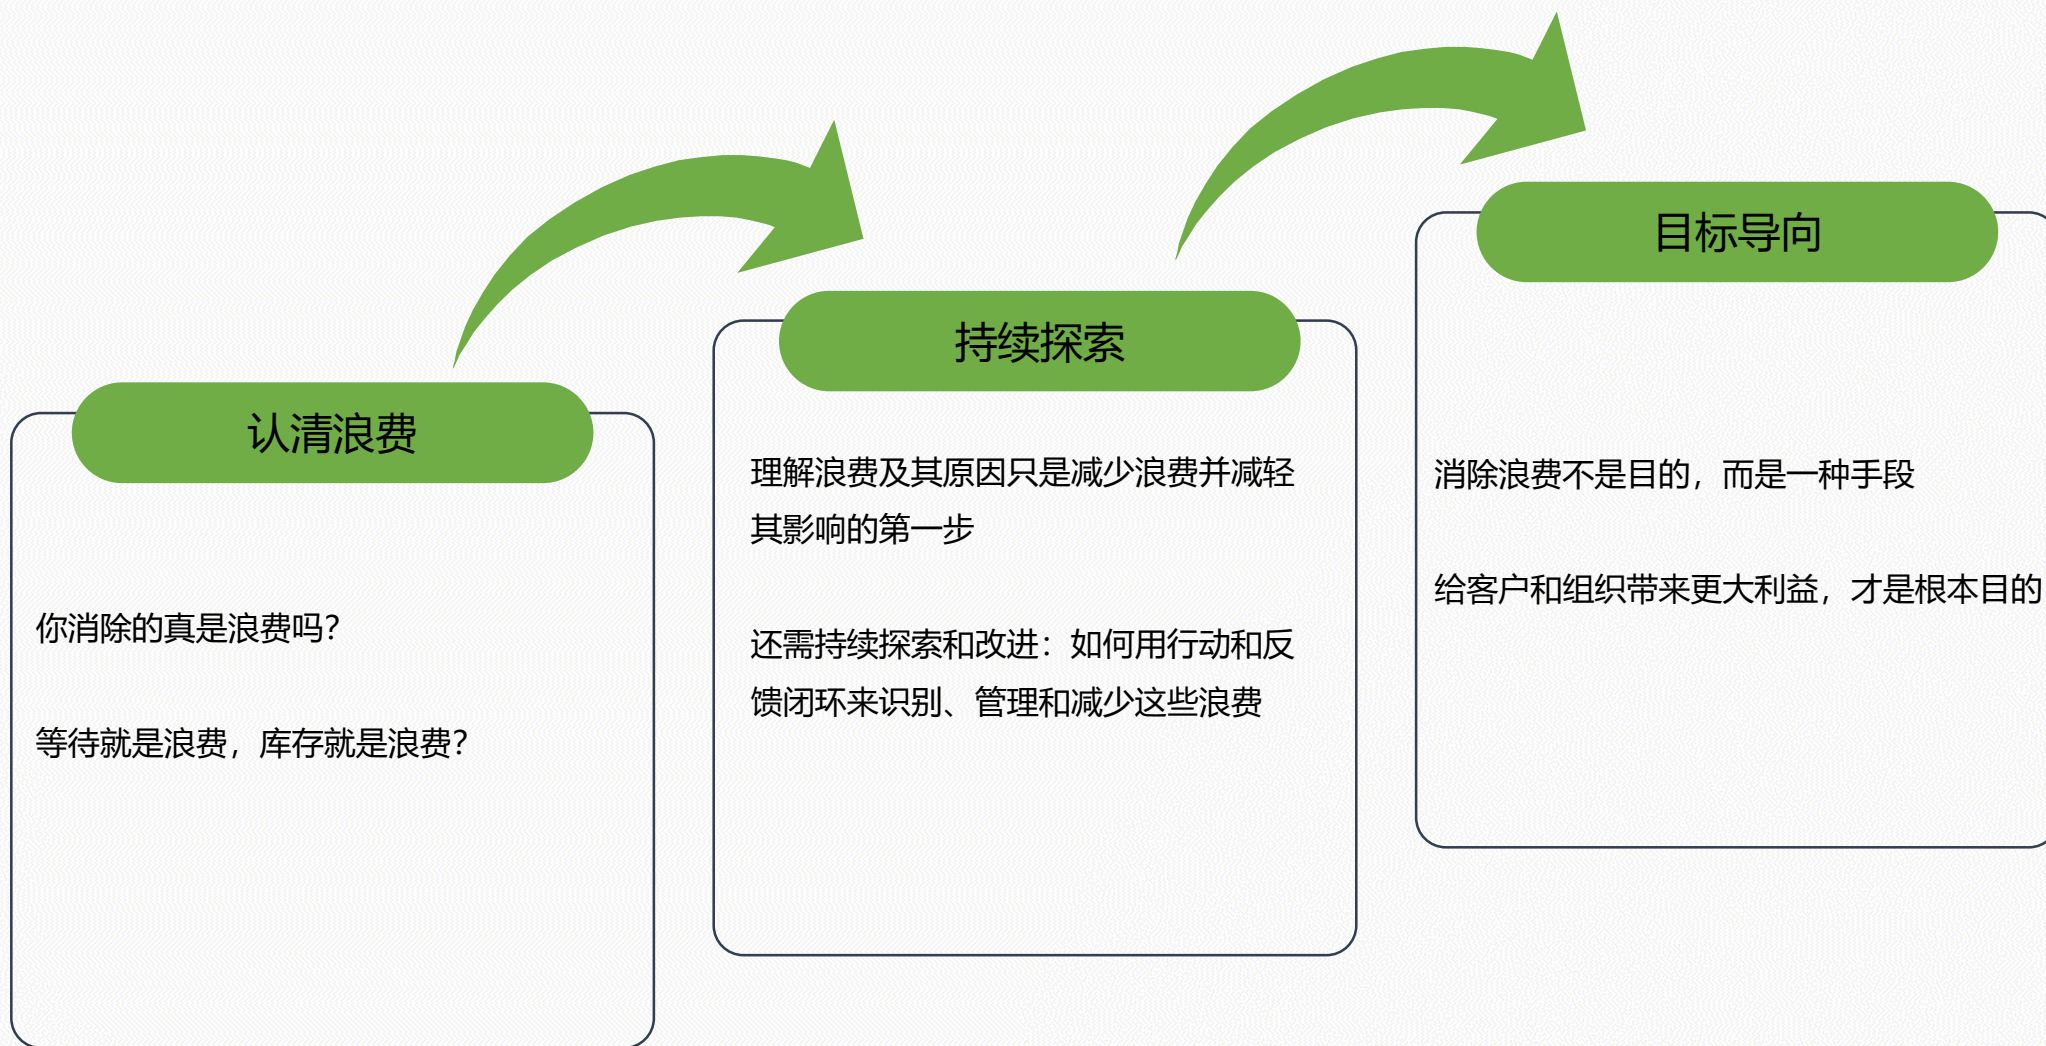 认清浪费
你消除的真是浪费吗？
等待就是浪费，库存就是浪费？
持续探索
理解浪费及其原因只是减少浪费并减轻
其影响的第一步
还需持续探索和改进：如何用行动和反
馈闭环来识别、管理和减少这些浪费
目标导向
消除浪费不是目的，而是一种手段
给客户和组织带来更大利益，才是根本目的